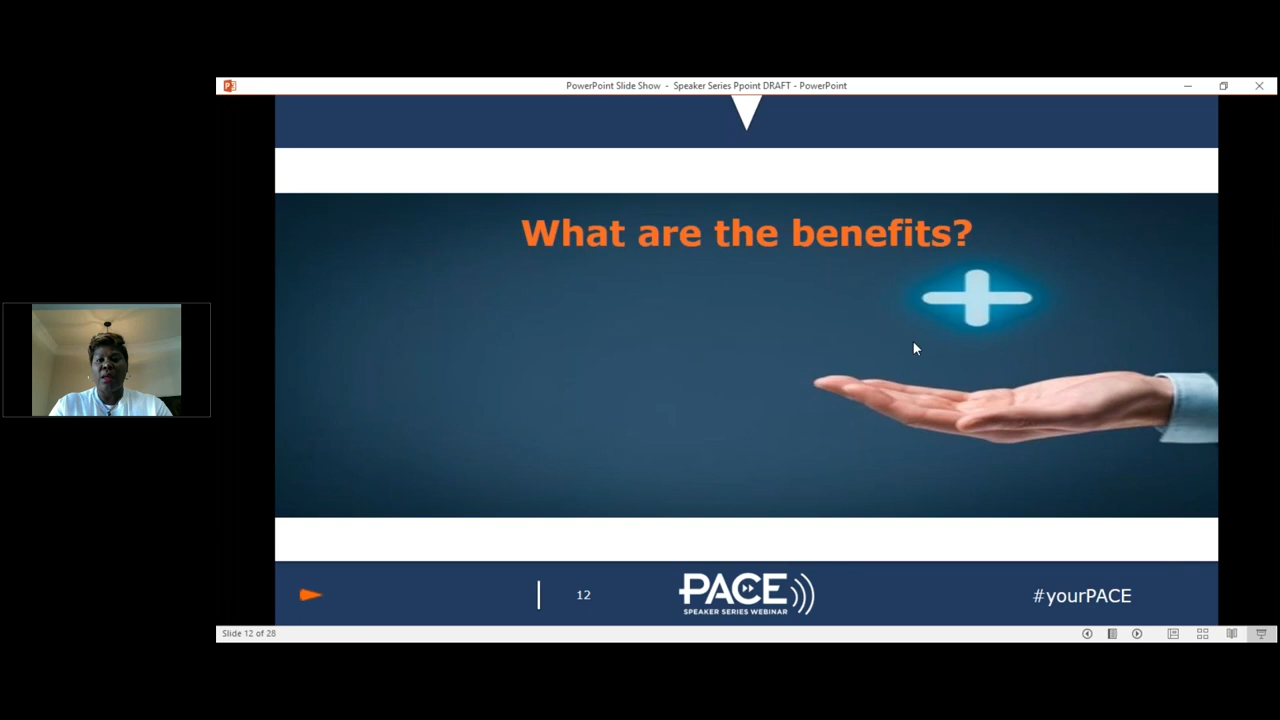 PowerPoint Slide Show - Speaker Series Ppoint DRAFT - PowerPoint
What are the benefits?
12
PACE
SPEAKER SERIES WEBINAR
#yourPACE
Slide 12 of 28